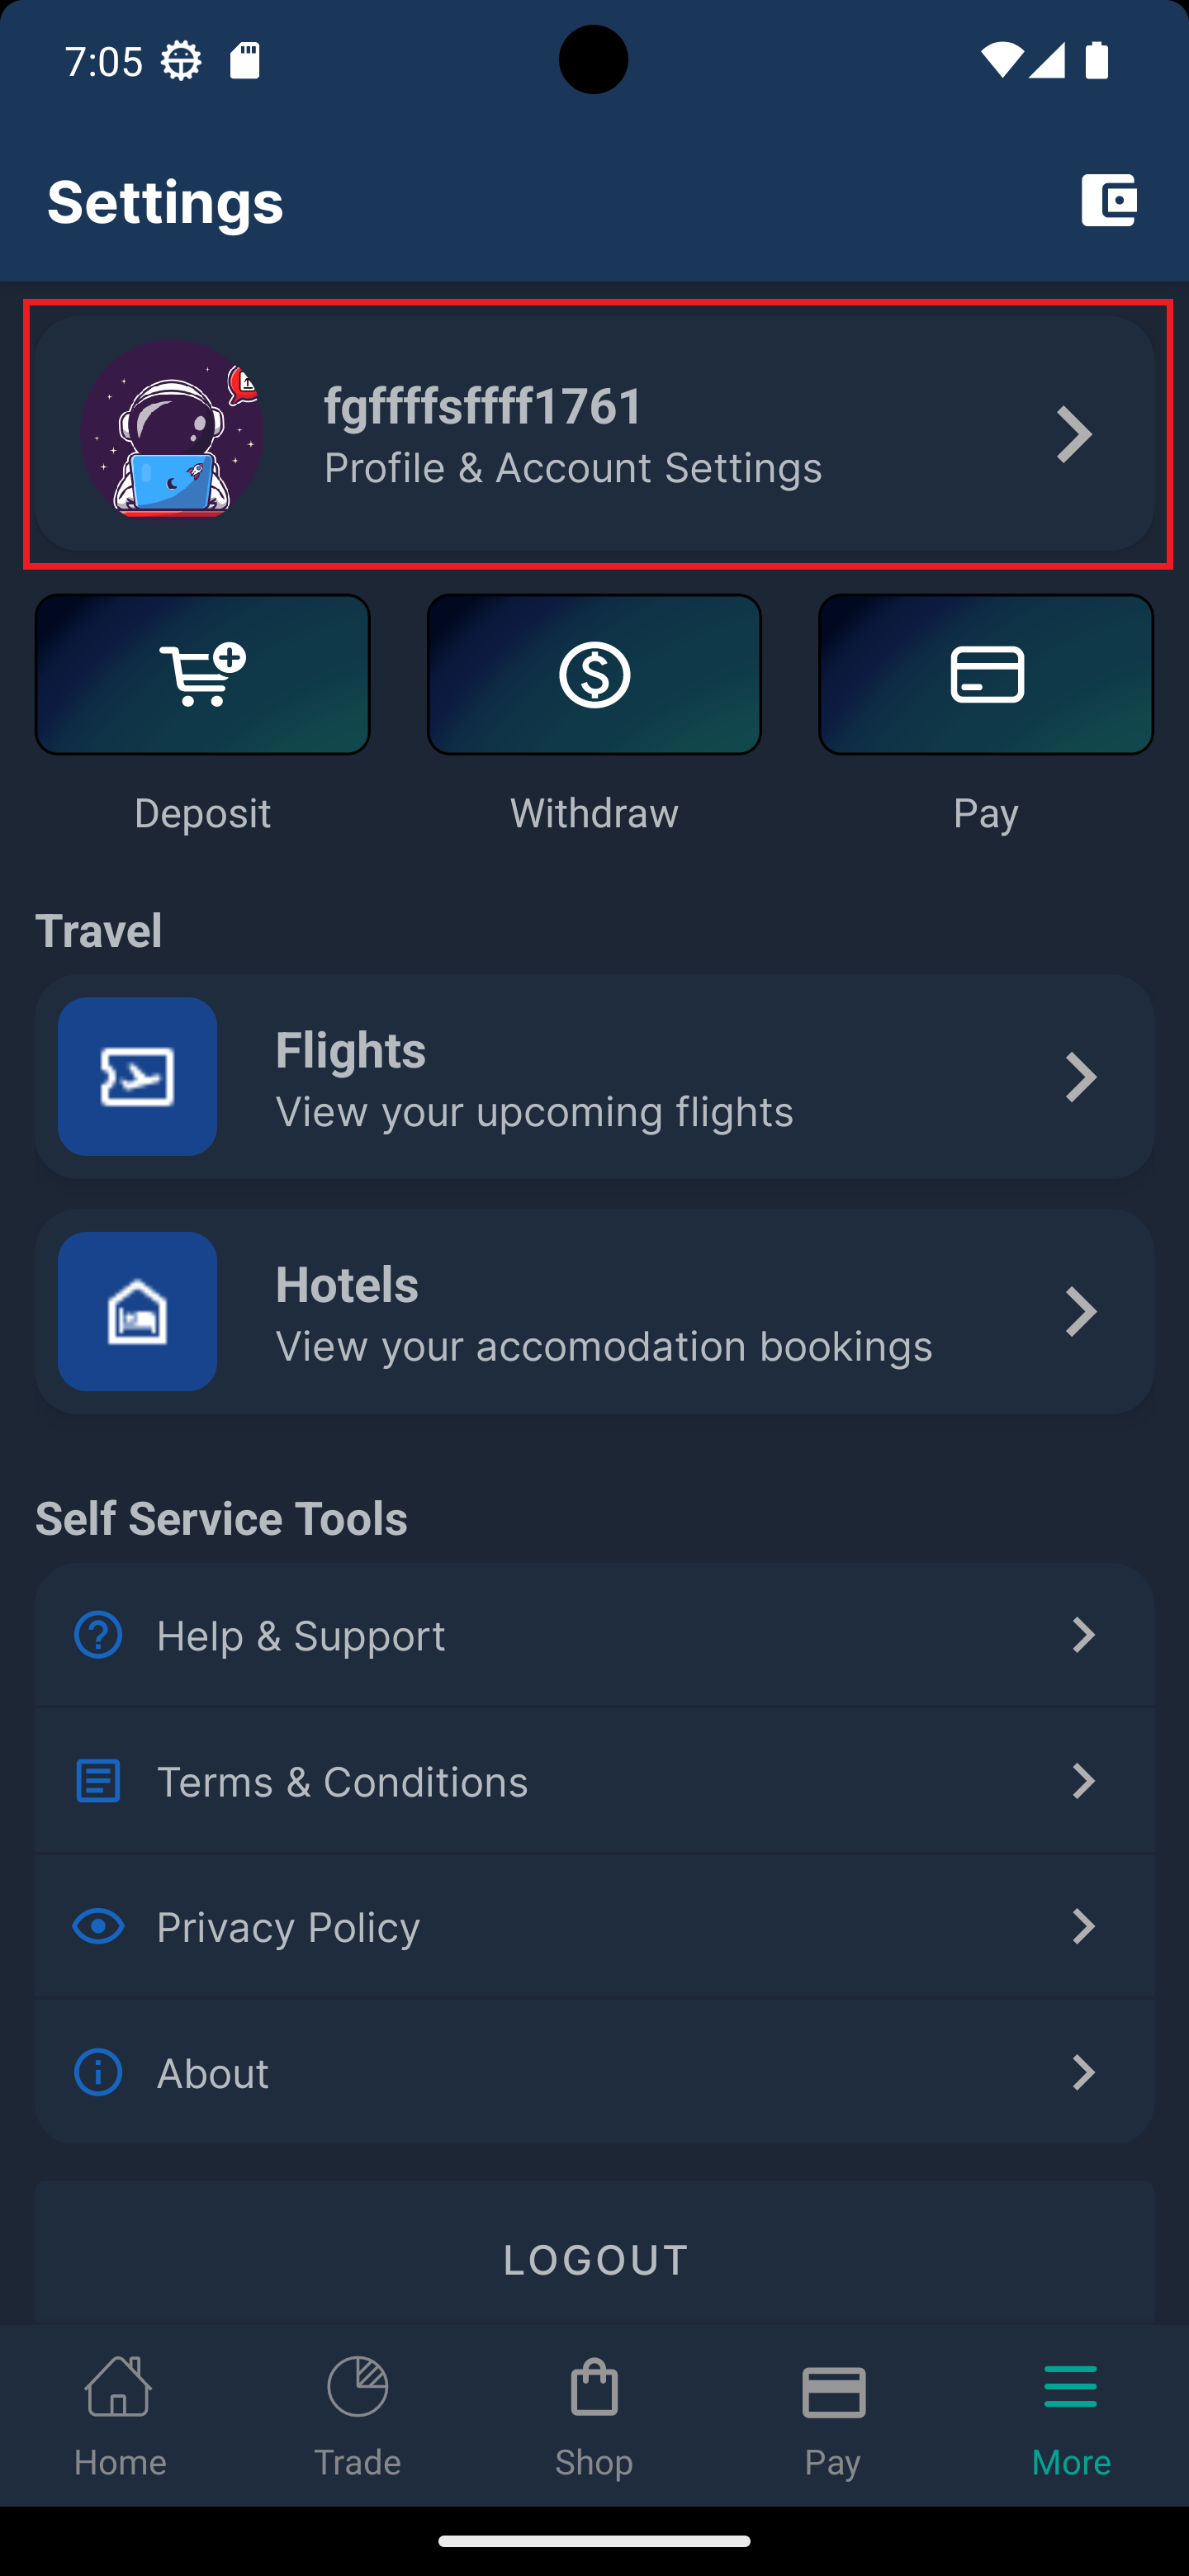 7:05
Settings
fgffffsffff1761
Profile & Account Settings
Deposit
Withdraw
Pay
Travel
Flights
View your upcoming flights
Hotels
View your accomodation bookings
Self Service Tools
Help & Support
Terms & Conditions
Privacy Policy
About
LOGOUT
Home
Trade
Shop
Pay
More